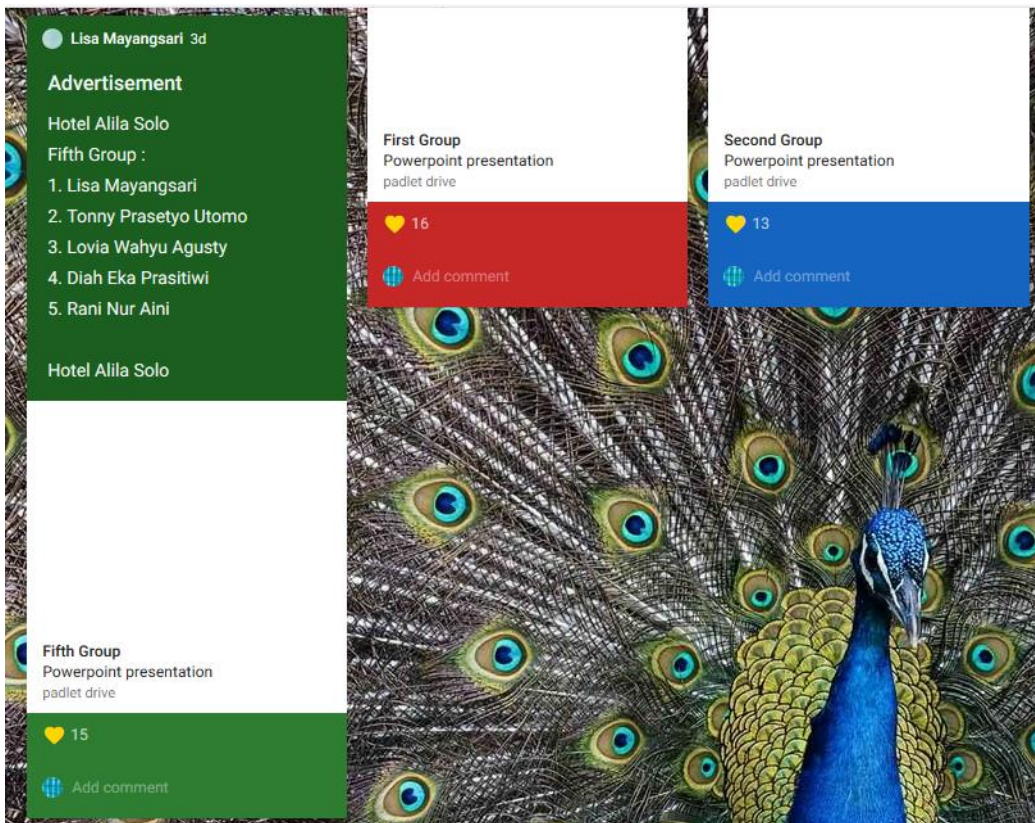 Lisa Mayangsari 3d
Advertisement
Hotel Alila Solo
Fifth Group :
1. Lisa Mayangsari
2. Tonny Prasetyo Utomo
3. Lovia Wahyu Agusty
4. Diah Eka Prasitiwi
5. Rani Nur Aini
Hotel Alila Solo
Fifth Group
Powerpoint presentation
padlet drive
15
Add comment
First Group
Powerpoint presentation
padlet drive
16
Add comment
Second Group
Powerpoint presentation
padlet drive
13
Add comment